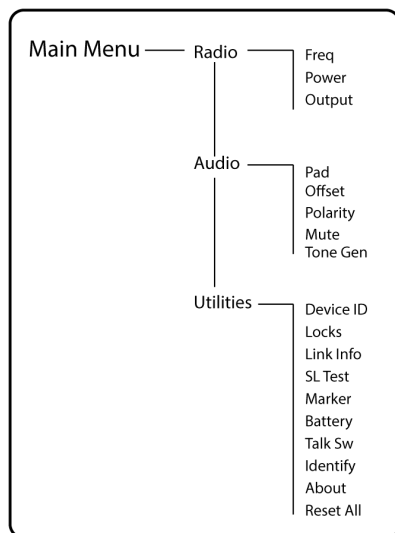 Main Menu
Radio
Freq
Power
Output
Audio
Pad
Offset
Polarity
Mute
Tone Gen
Utilities
Device ID
Locks
Link Info
SL Test
Marker
Battery
Talk Sw
Identify
About
Reset All